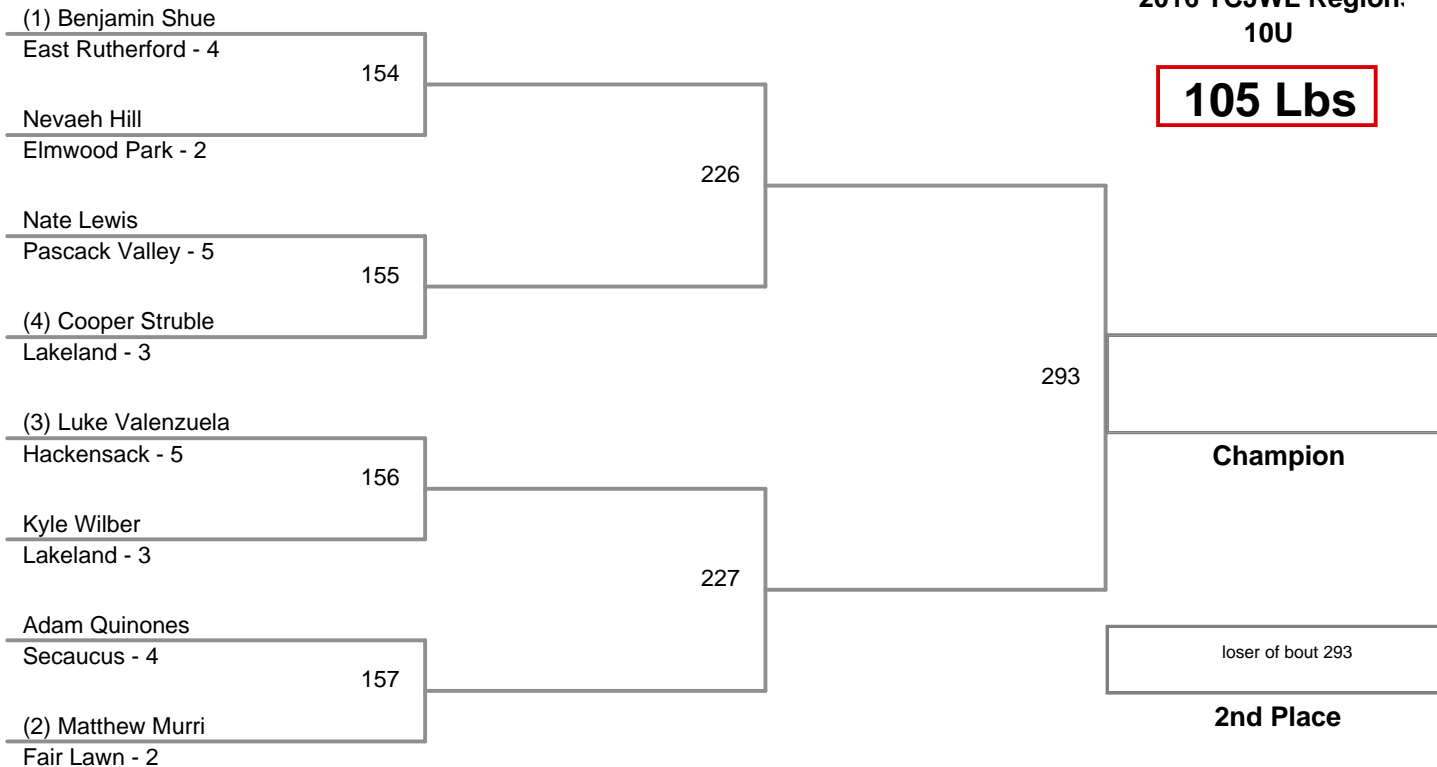 2016 TCJWL
10U
105 Lbs
(1) Benjamin Shue
East Rutherford - 4
154
Nevaeh Hill
Elmwood Park - 2
226
Nate Lewis
Pascack Valley - 5
155
(4) Cooper Struble
Lakeland - 3
293
(3) Luke Valenzuela
Hackensack - 5
Champion
156
Kyle Wilber
Lakeland - 3
227
Adam Quinones
Secaucus - 4
loser of bout 293
157
2nd Place
(2) Matthew Murri
Fair Lawn - 2